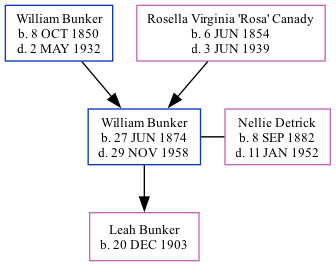 William Bunker
b. 8 OCT 1850
d. 2 MAY 1932
Rosella Virginia 'Rosa' Canady
b. 6 JUN 1854
d. 3 JUN 1939
William Bunker
b. 27 JUN 1874
d. 29 NOV 1958
Nellie Detrick
b. 8 SEP 1882
d. 11 JAN 1952
Leah Bunker
b. 20 DEC 1903